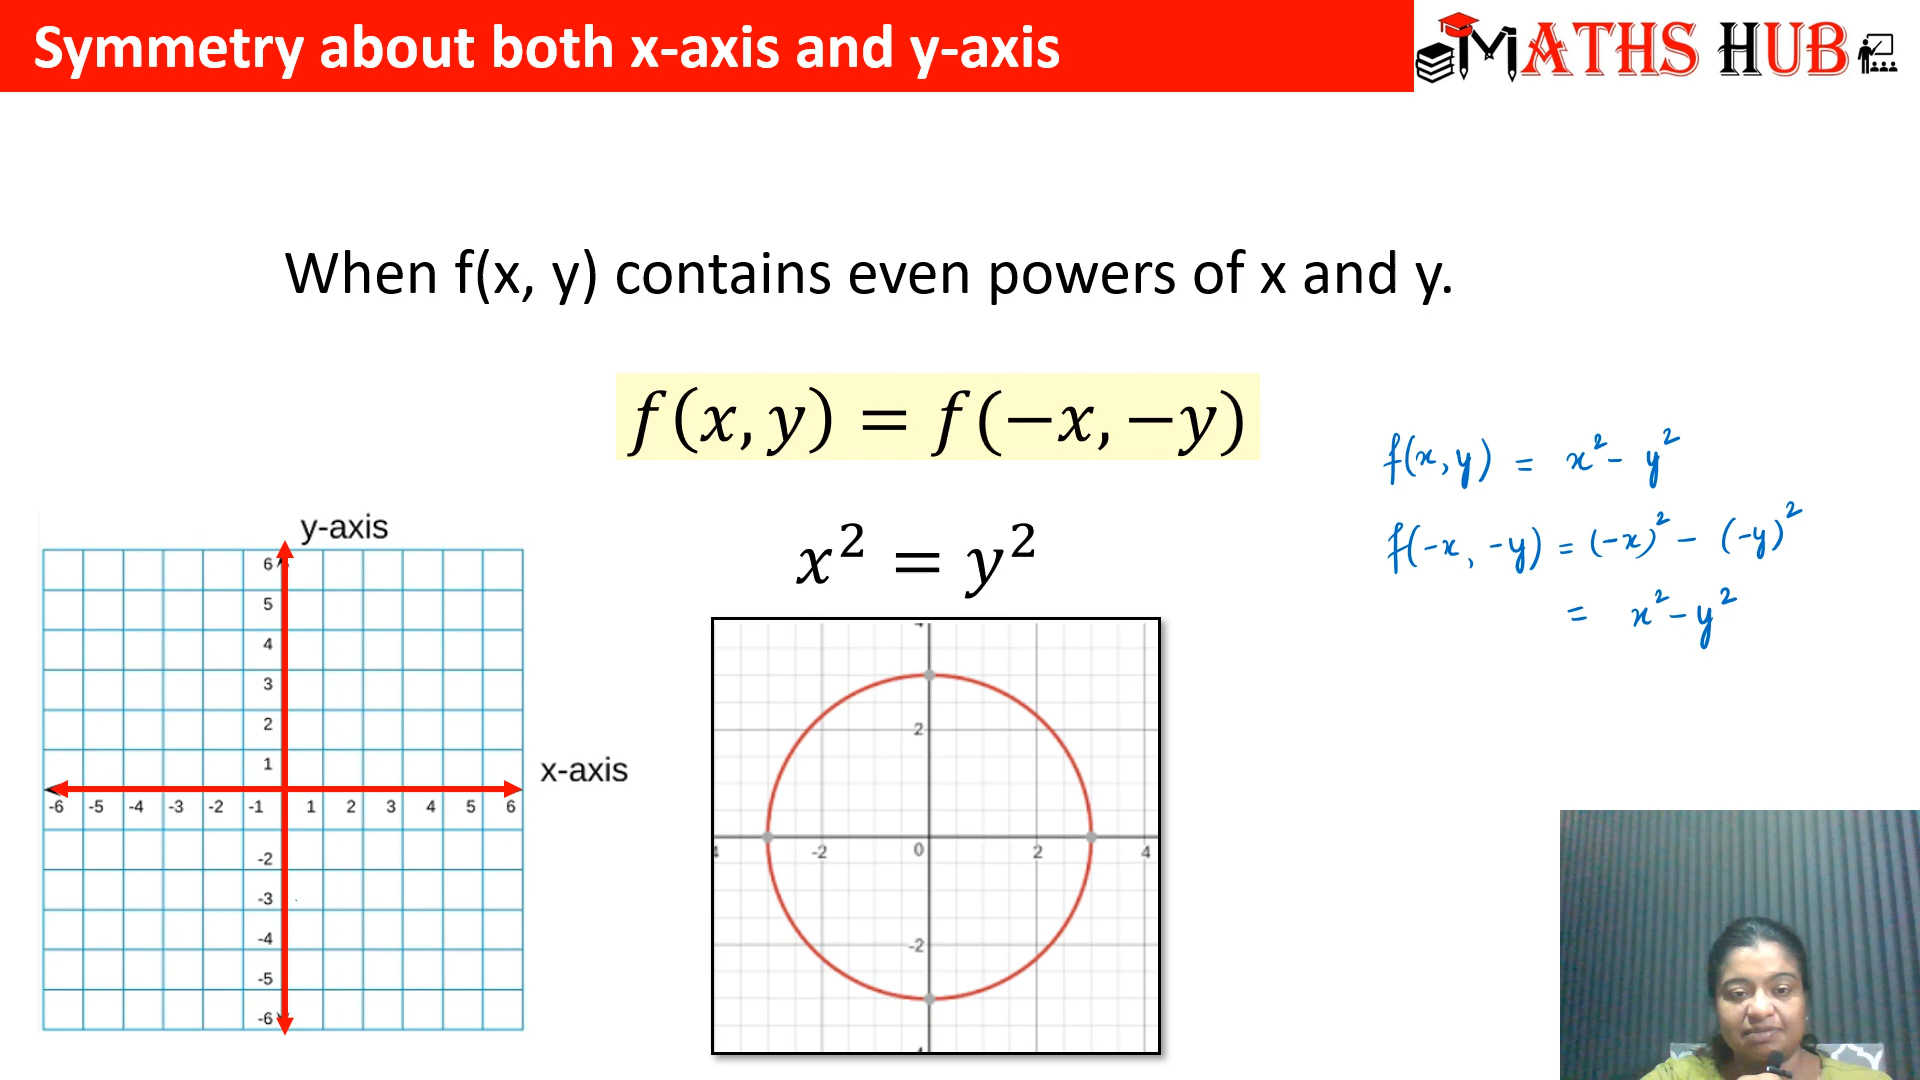 Symmetry about both x-axis and y-axis
MATHS HUB
When f(x, y) contains even powers of x and y.
f(x, y) = f(−x, −y)
f(x, y) = x² - y²
x² = y²
f(-x, -y) = (-x)² - (-y)²
= x² - y²
y-axis
6
5
4
3
2
1
x-axis
-6 -5 -4 -3 -2 -1 1 2 3 4 5 6
-2
-3
-4
-5
-6
2
-2 0 2 4
-2